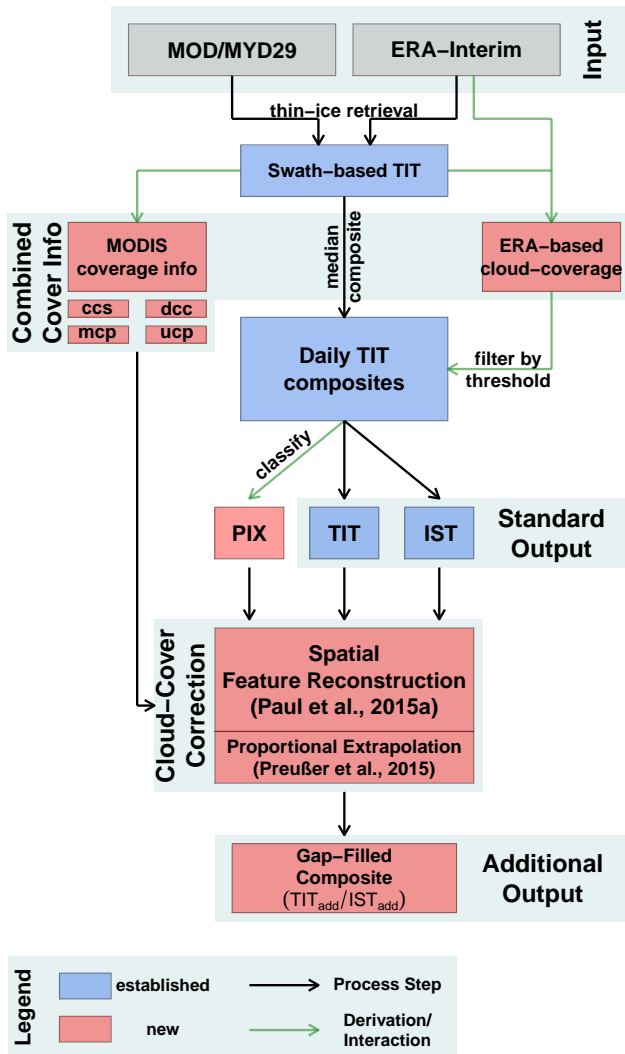 MOD/MYD29
ERA−Interim
Input
thin−ice retrieval
Swath−based TIT
Combined
Cover Info
MODIS
coverage info
ccs
dcc
mcp
ucp
median
composite
ERA−based
cloud−coverage
Daily TIT
composites
filter by
threshold
classify
PIX
TIT
IST
Standard
Output
Cloud−Cover
Correction
Spatial
Feature Reconstruction
(Paul et al., 2015a)
Proportional Extrapolation
(Preußer et al., 2015)
Gap−Filled
Composite
(TITadd/ISTadd)
Additional
Output
Legend
established
new
Process Step
Derivation/
Interaction